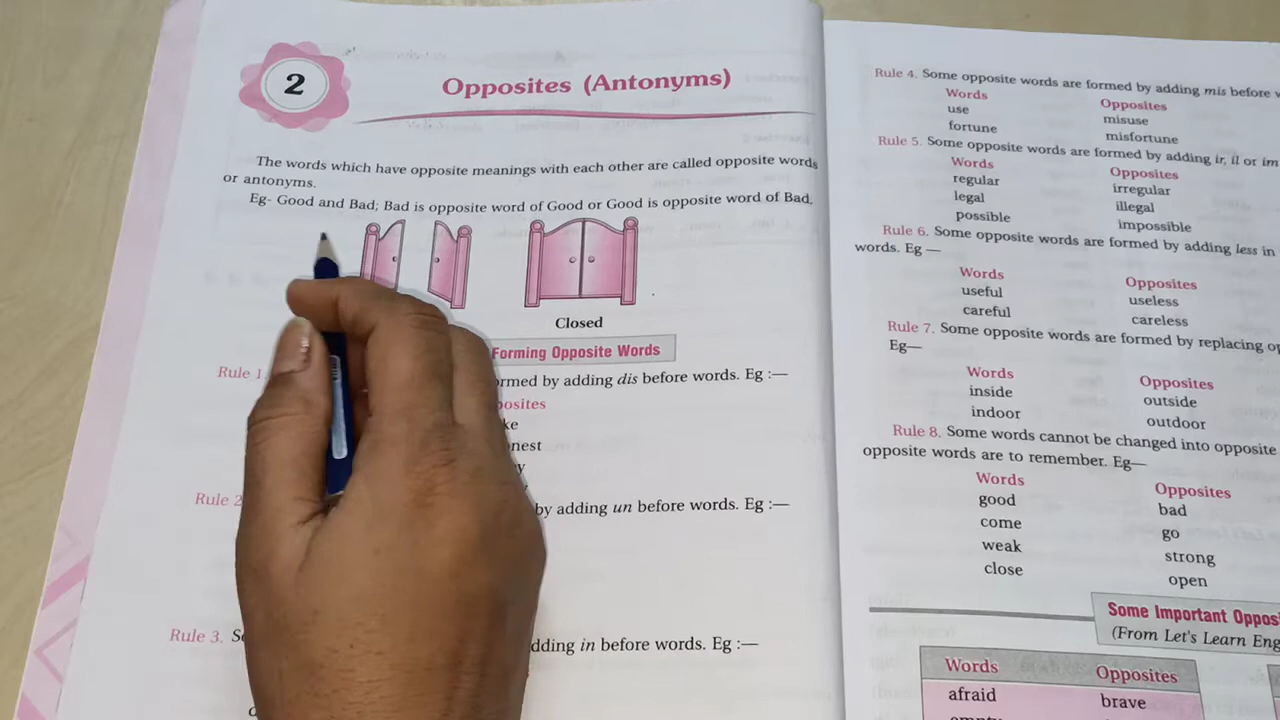 2
Opposites (Antonyms)
The words which have opposite meanings with each other are called opposite words
or antonyms.
Eg- Good and Bad; Bad is opposite word of Good or Good is opposite word of Bad.
Closed
Forming Opposite Words
Rule 1. by adding dis before words. Eg :—
Rule 2 by adding un before words. Eg :—
Rule 3. in before words. Eg :—
Rule 4. Some opposite words are formed by adding mis before
Words Opposites
use misuse
fortune misfortune
Rule 5. Some opposite words are formed by adding ir, il or im
Words Opposites
regular irregular
legal illegal
possible impossible
Rule 6. Some opposite words are formed by adding less in
words. Eg —
Words Opposites
useful useless
careful careless
Rule 7. Some opposite words are formed by replacing
Eg—
Words Opposites
inside outside
indoor outdoor
Rule 8. Some words cannot be changed into opposite
opposite words are to remember. Eg—
Words Opposites
good bad
come go
weak strong
close open
Some Important
(From Let's Learn
Words Opposites
afraid brave